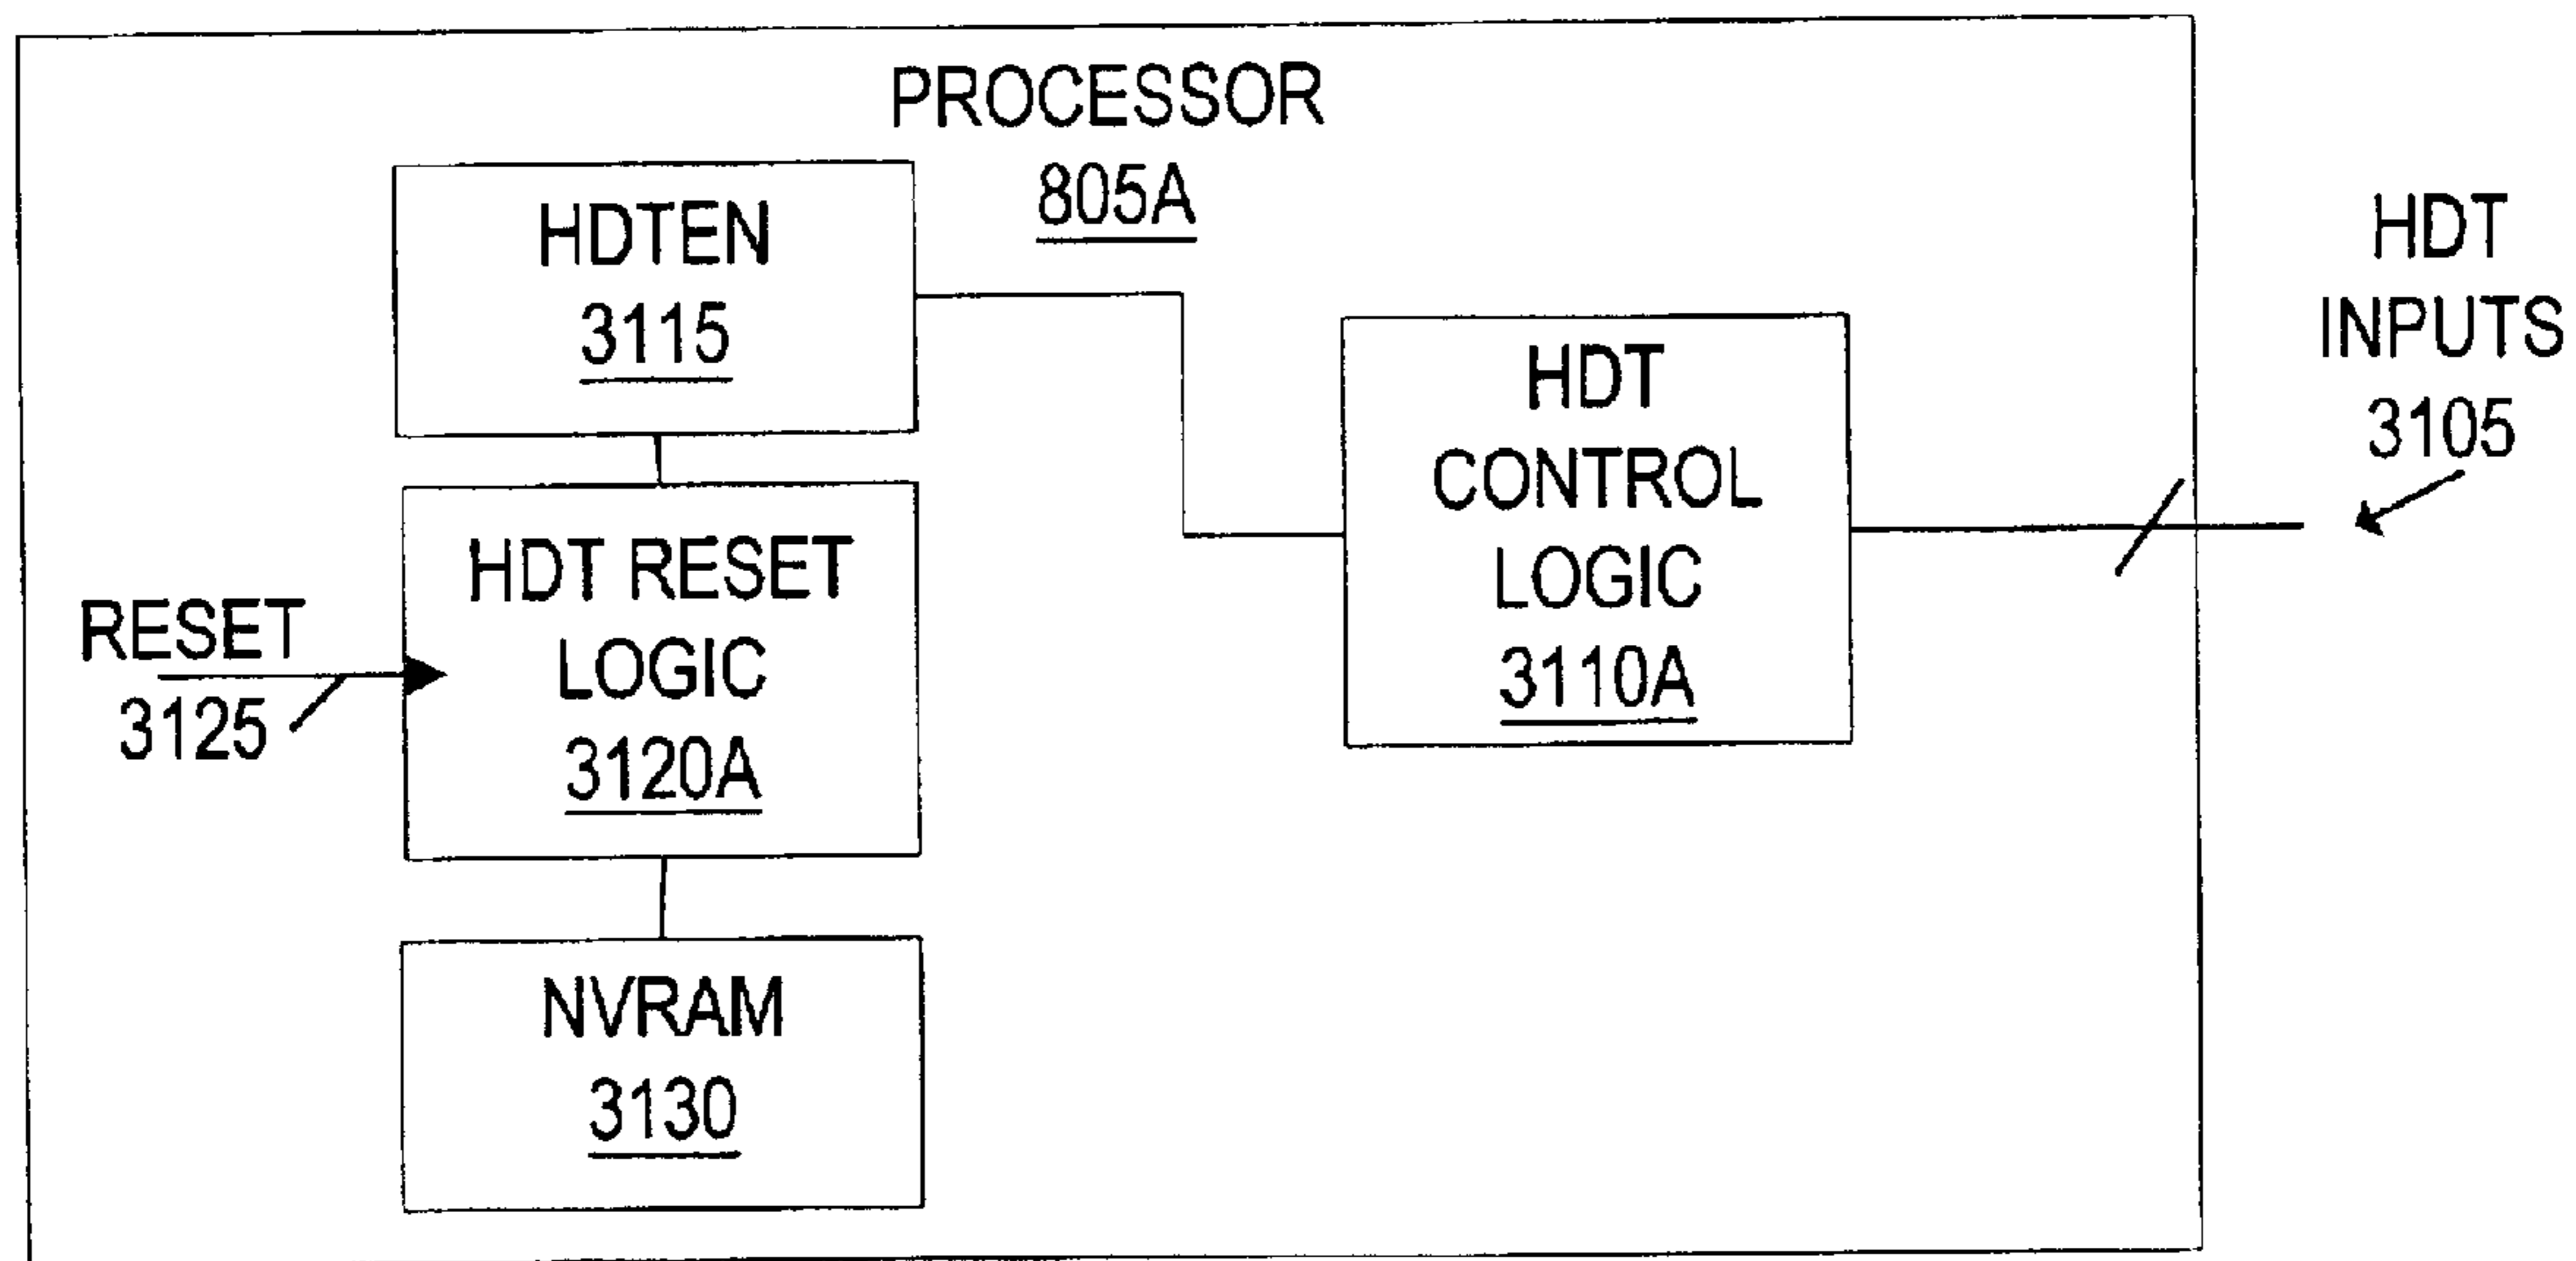 PROCESSOR
805A
HDTEN
3115
HDT RESET
LOGIC
3120A
RESET
3125
NVRAM
3130
HDT
CONTROL
LOGIC
3110A
HDT
INPUTS
3105